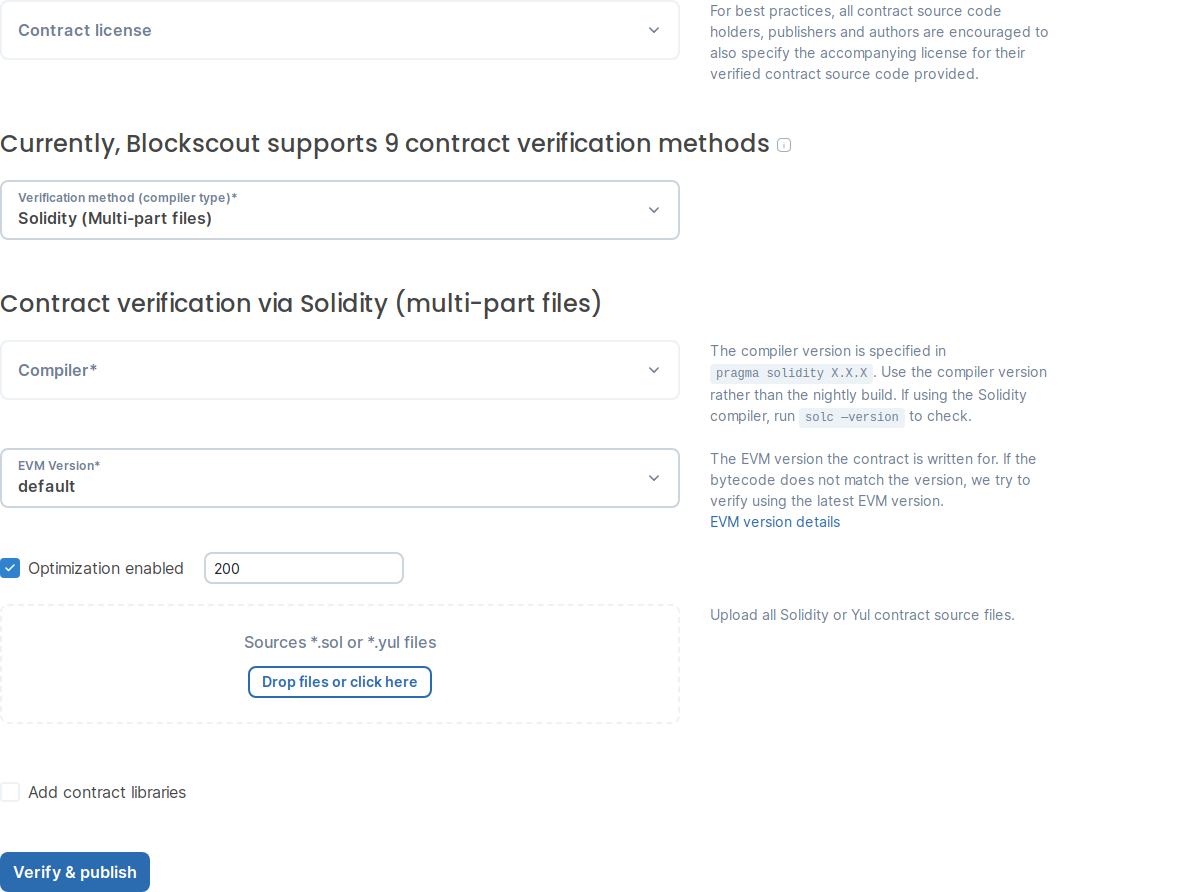 Contract license
For best practices, all contract source code
holders, publishers and authors are encouraged to
also specify the accompanying license for their
verified contract source code provided.
Currently, Blockscout supports 9 contract verification methods
Verification method (compiler type)*
Solidity (Multi-part files)
Contract verification via Solidity (multi-part files)
Compiler*
The compiler version is specified in
pragma solidity X.X.X. Use the compiler version
rather than the nightly build. If using the Solidity
compiler, run solc —version to check.
EVM Version*
default
The EVM version the contract is written for. If the
bytecode does not match the version, we try to
verify using the latest EVM version.
EVM version details
Optimization enabled 200
Sources *.sol or *.yul files
Drop files or click here
Upload all Solidity or Yul contract source files.
Add contract libraries
Verify & publish